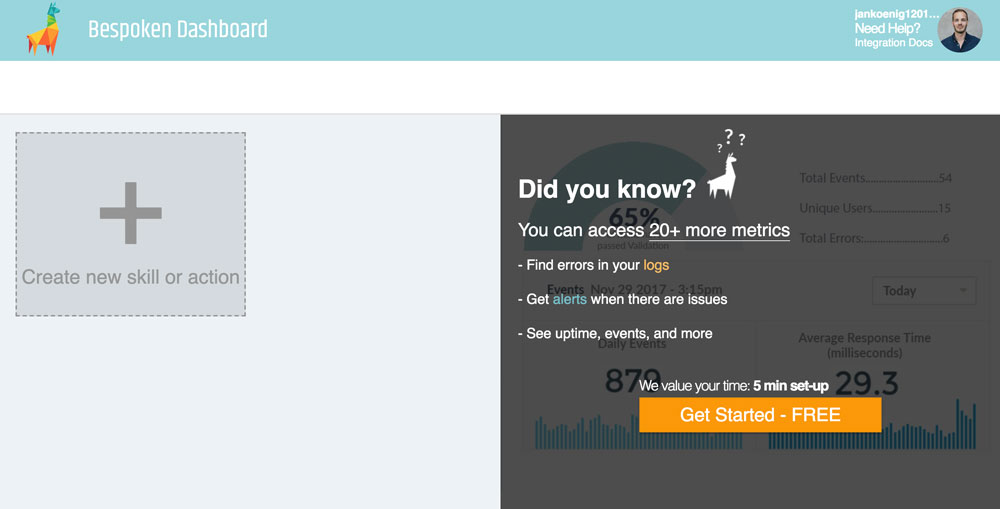 Bespoken Dashboard
jankoenig1201...
Need Help?
Integration Docs
Create new skill or action
? ? ?
Did you know?
65%
passed Validation
You can access 20+ more metrics
- Find errors in your logs
- Get alerts when there are issues
- See uptime, events, and more
Total Events.........................54
Unique Users......................15
Total Errors:..........................6
Events Nov 29 2017 - 3:15pm
Today
Daily Events
879
Average Response Time
(milliseconds)
29.3
We value your time: 5 min set-up
Get Started - FREE